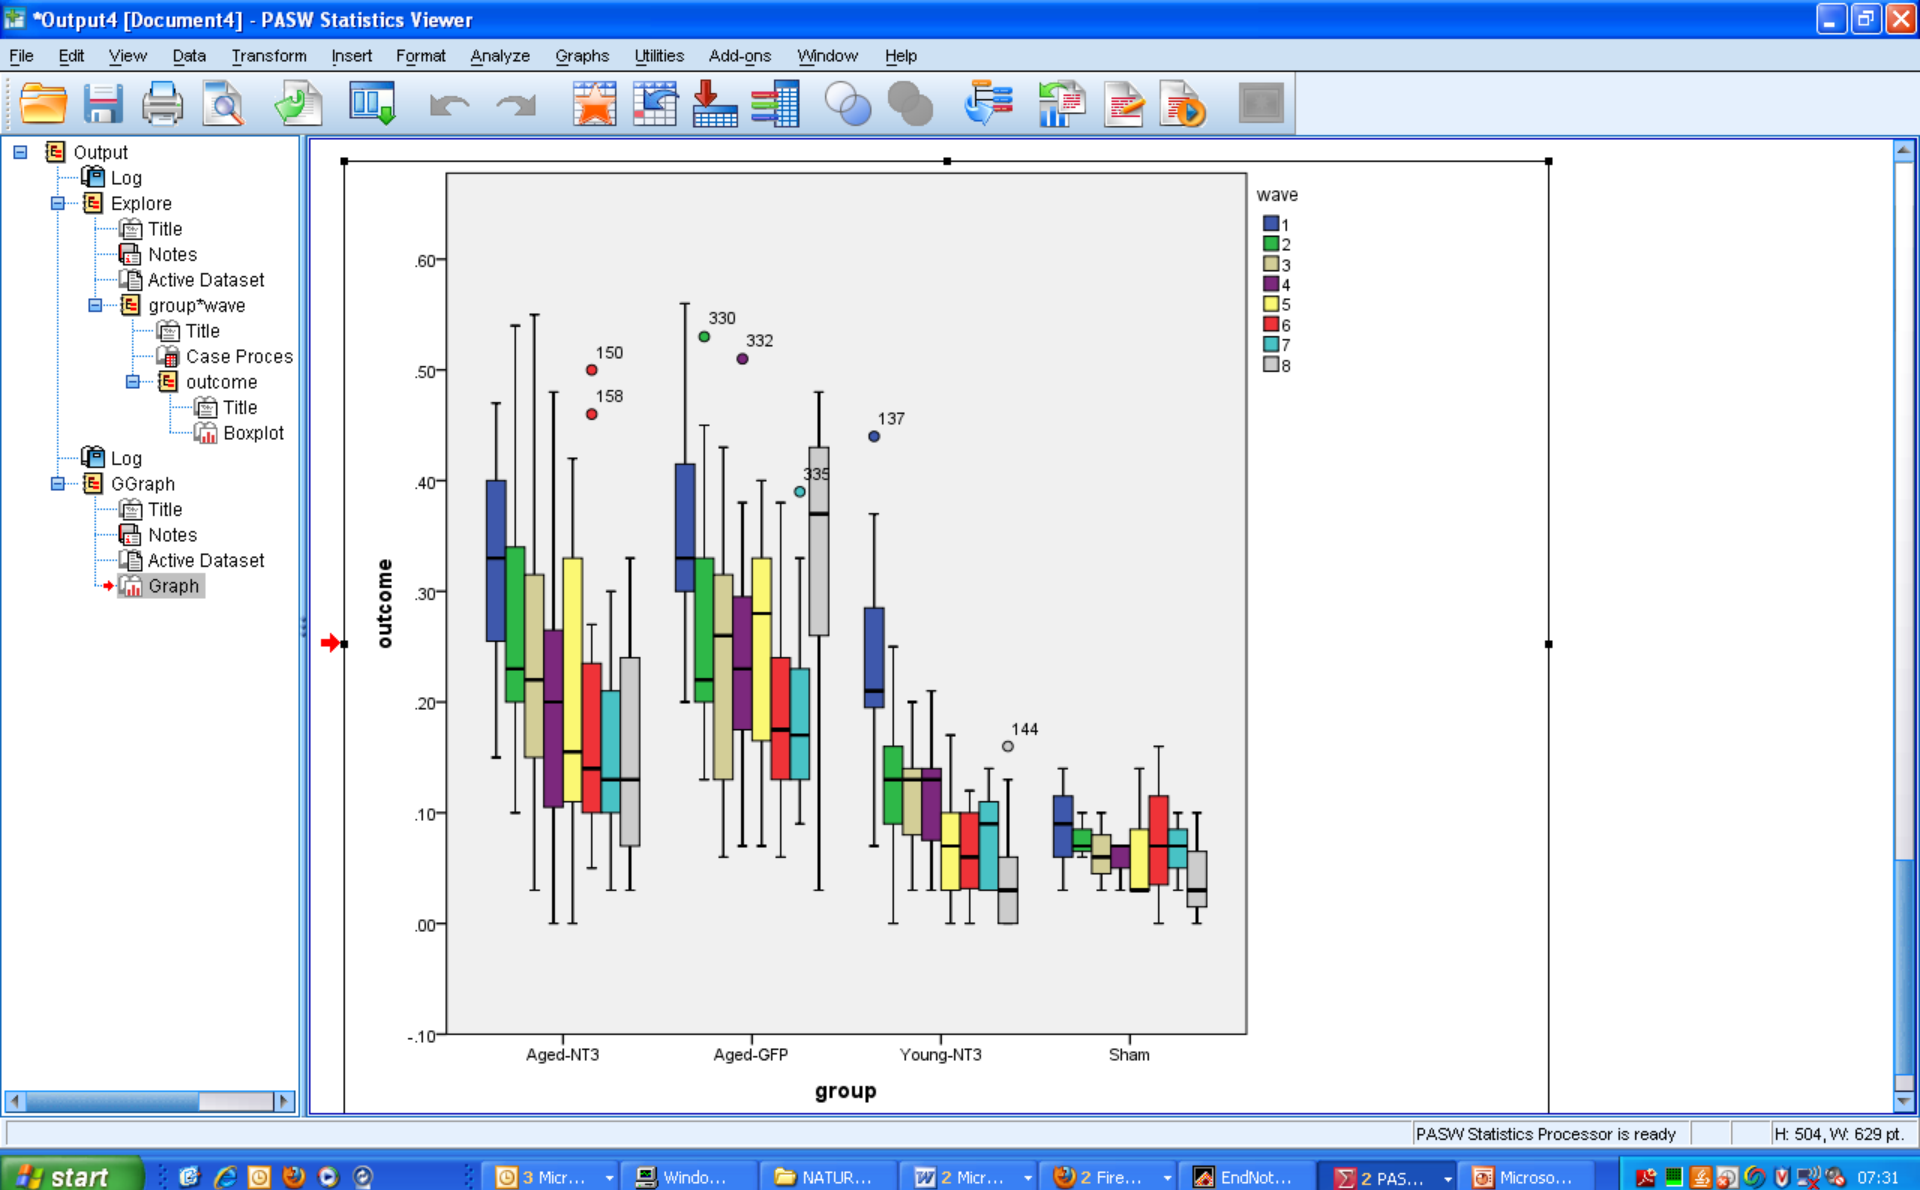 *Output4 [Document4] - PASW Statistics Viewer
File Edit View Data Transform Insert Format Analyze Graphs Utilities Add-ons Window Help
Output
Log
Explore
Title
Notes
Active Dataset
group*wave
Title
Case Proces
outcome
Title
Boxplot
Log
GGraph
Title
Notes
Active Dataset
Graph
wave
1
2
3
4
5
6
7
8
outcome
.60
.50
.40
.30
.20
.10
.00
-.10
150
158
330
332
335
137
144
Aged-NT3 Aged-GFP Young-NT3 Sham
group
PASW Statistics Processor is ready H: 504, W: 629 pt.
start 3 Micr... Windo... NATUR... 2 Micr... 2 Fire... EndNot... 2 PAS... Microso... 07:31